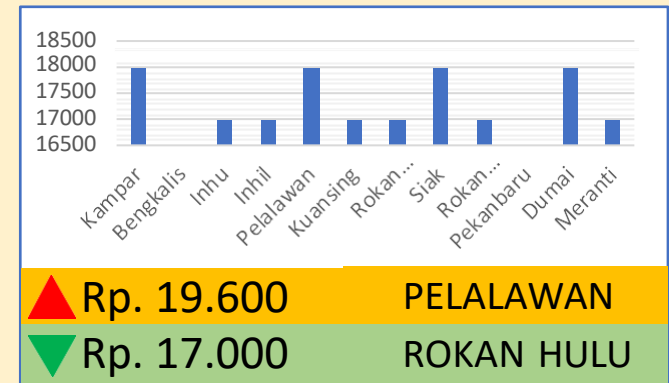 18500
18000
17500
17000
16500
Kampar
Bengkalis
Inhu
Inhil
Pelalawan
Kuansing
Rokan...
Siak
Rokan...
Pekanbaru
Dumai
Meranti
Rp. 19.600 PELALAWAN
Rp. 17.000 ROKAN HULU